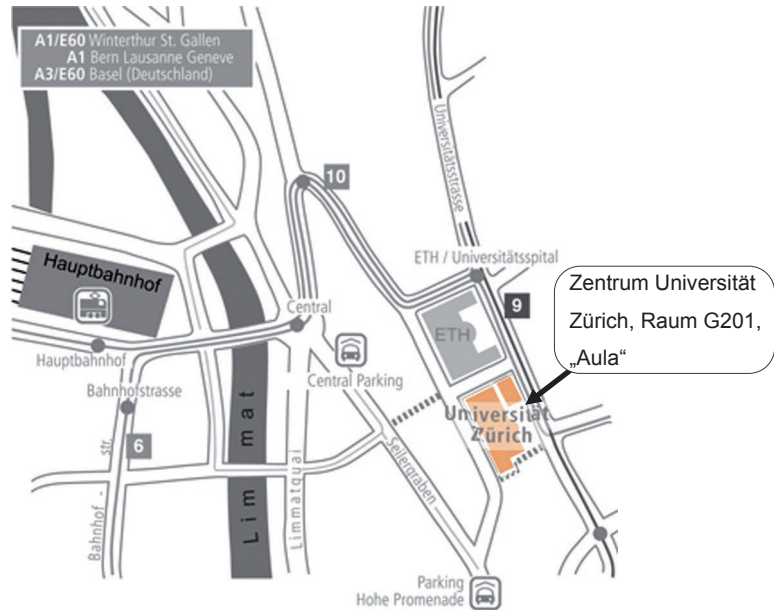 A1/E60 Winterthur St. Gallen
A1 Bern Lausanne Geneve
A3/E60 Basel (Deutschland)
Universitätsstrasse
10
ETH / Universitätsspital
Hauptbahnhof
Zentrum Universität
Zürich, Raum G201,
„Aula“
9
Central
ETH
Hauptbahnhof
Central Parking
Bahnhofstrasse
Universität
Zürich
6
Bahnhof -
str.
Limmat
Limmatquai
Seilergraben
Parking
Hohe Promenade